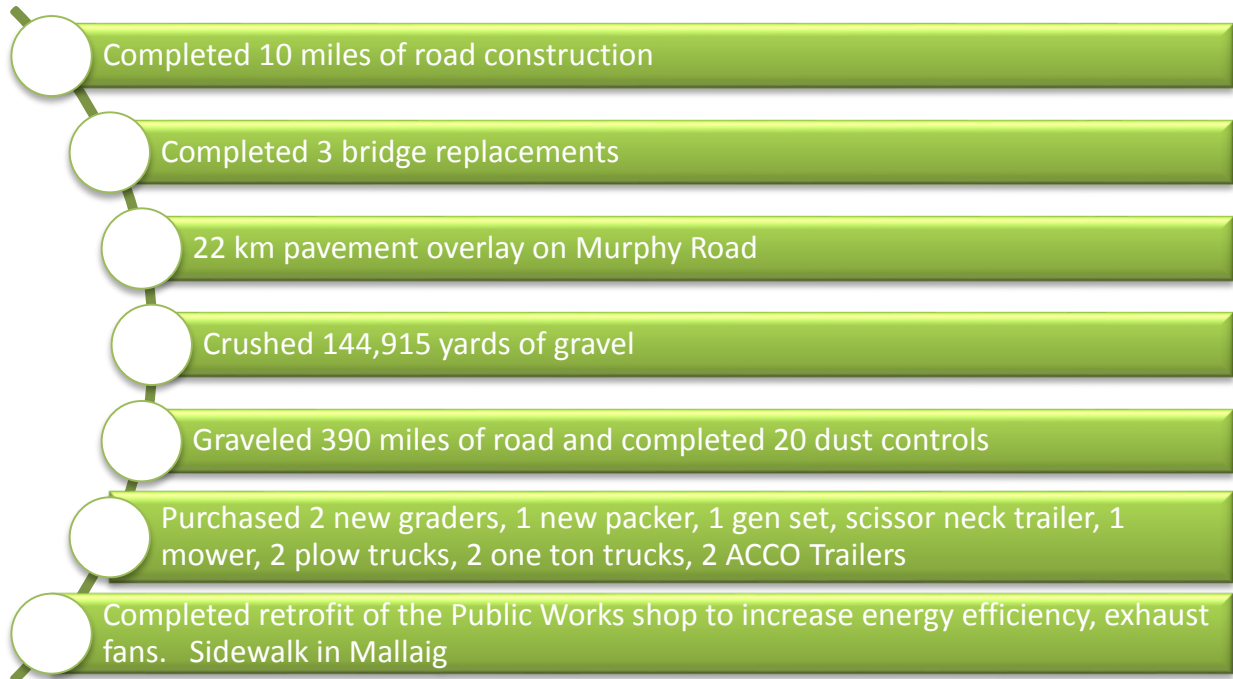 Completed 10 miles of road construction
Completed 3 bridge replacements
22 km pavement overlay on Murphy Road
Crushed 144,915 yards of gravel
Graveled 390 miles of road and completed 20 dust controls
Purchased 2 new graders, 1 new packer, 1 gen set, scissor neck trailer, 1
mower, 2 plow trucks, 2 one ton trucks, 2 ACCO Trailers
Completed retrofit of the Public Works shop to increase energy efficiency, exhaust
fans.   Sidewalk in Mallaig